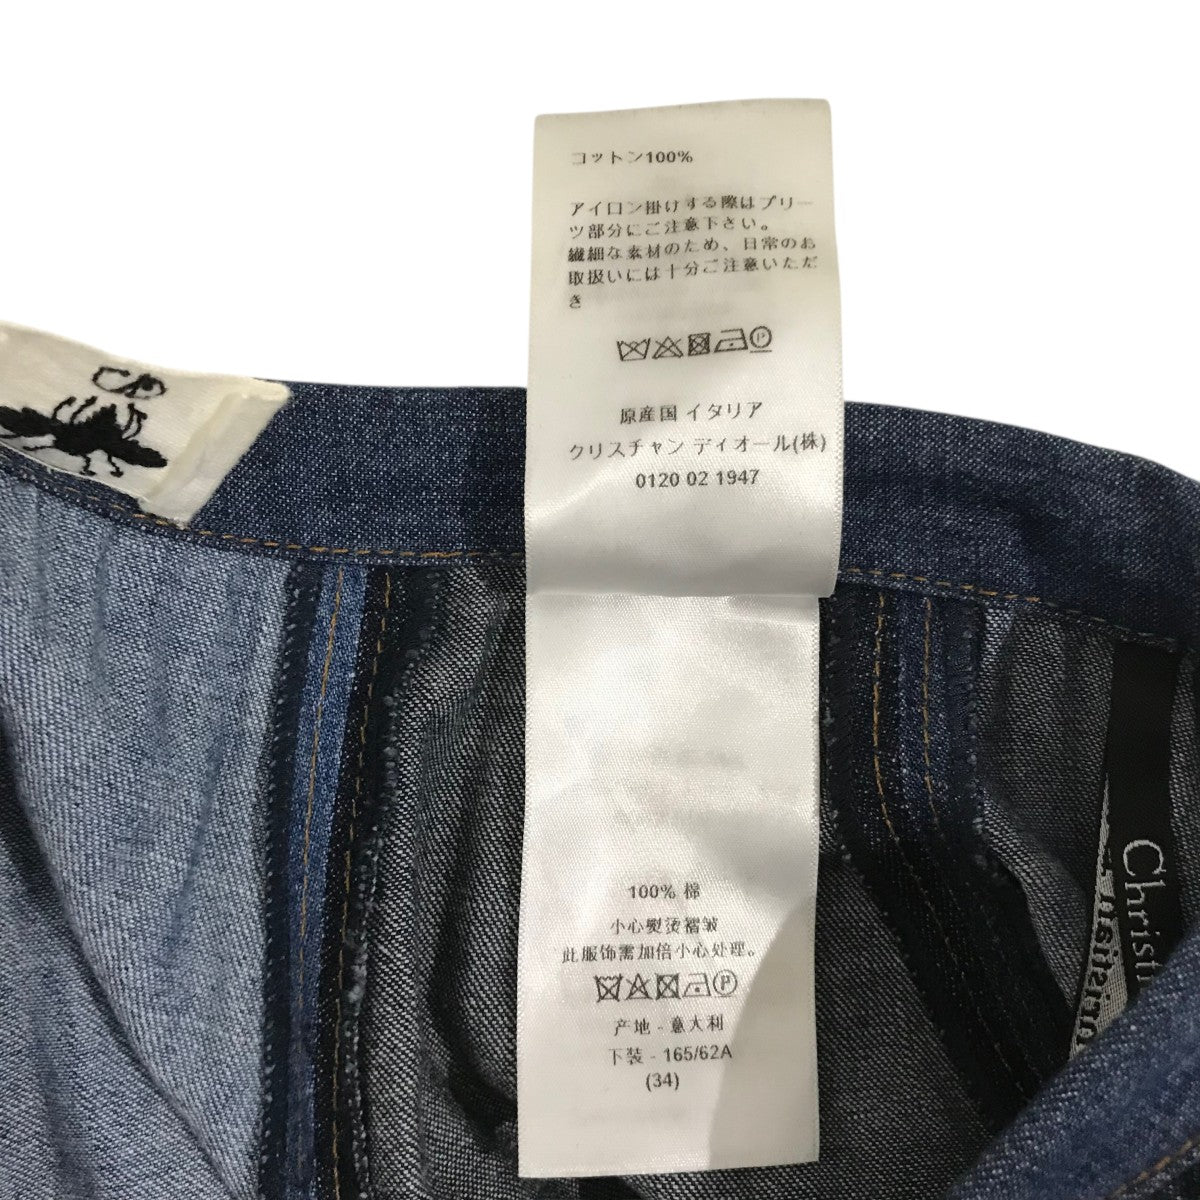 コットン100%
アイロン掛けする際はプリー
ツ部分にご注意下さい。
繊細な素材のため、日常のお
取扱いには十分ご注意いただ
き
原産国 イタリア
クリスチャン ディオール(株)
0120 02 1947
100% 棉
小心熨烫褶皱
此服饰需加倍小心处理。
产地 - 意大利
下装 - 165/62A
(34)
Christi